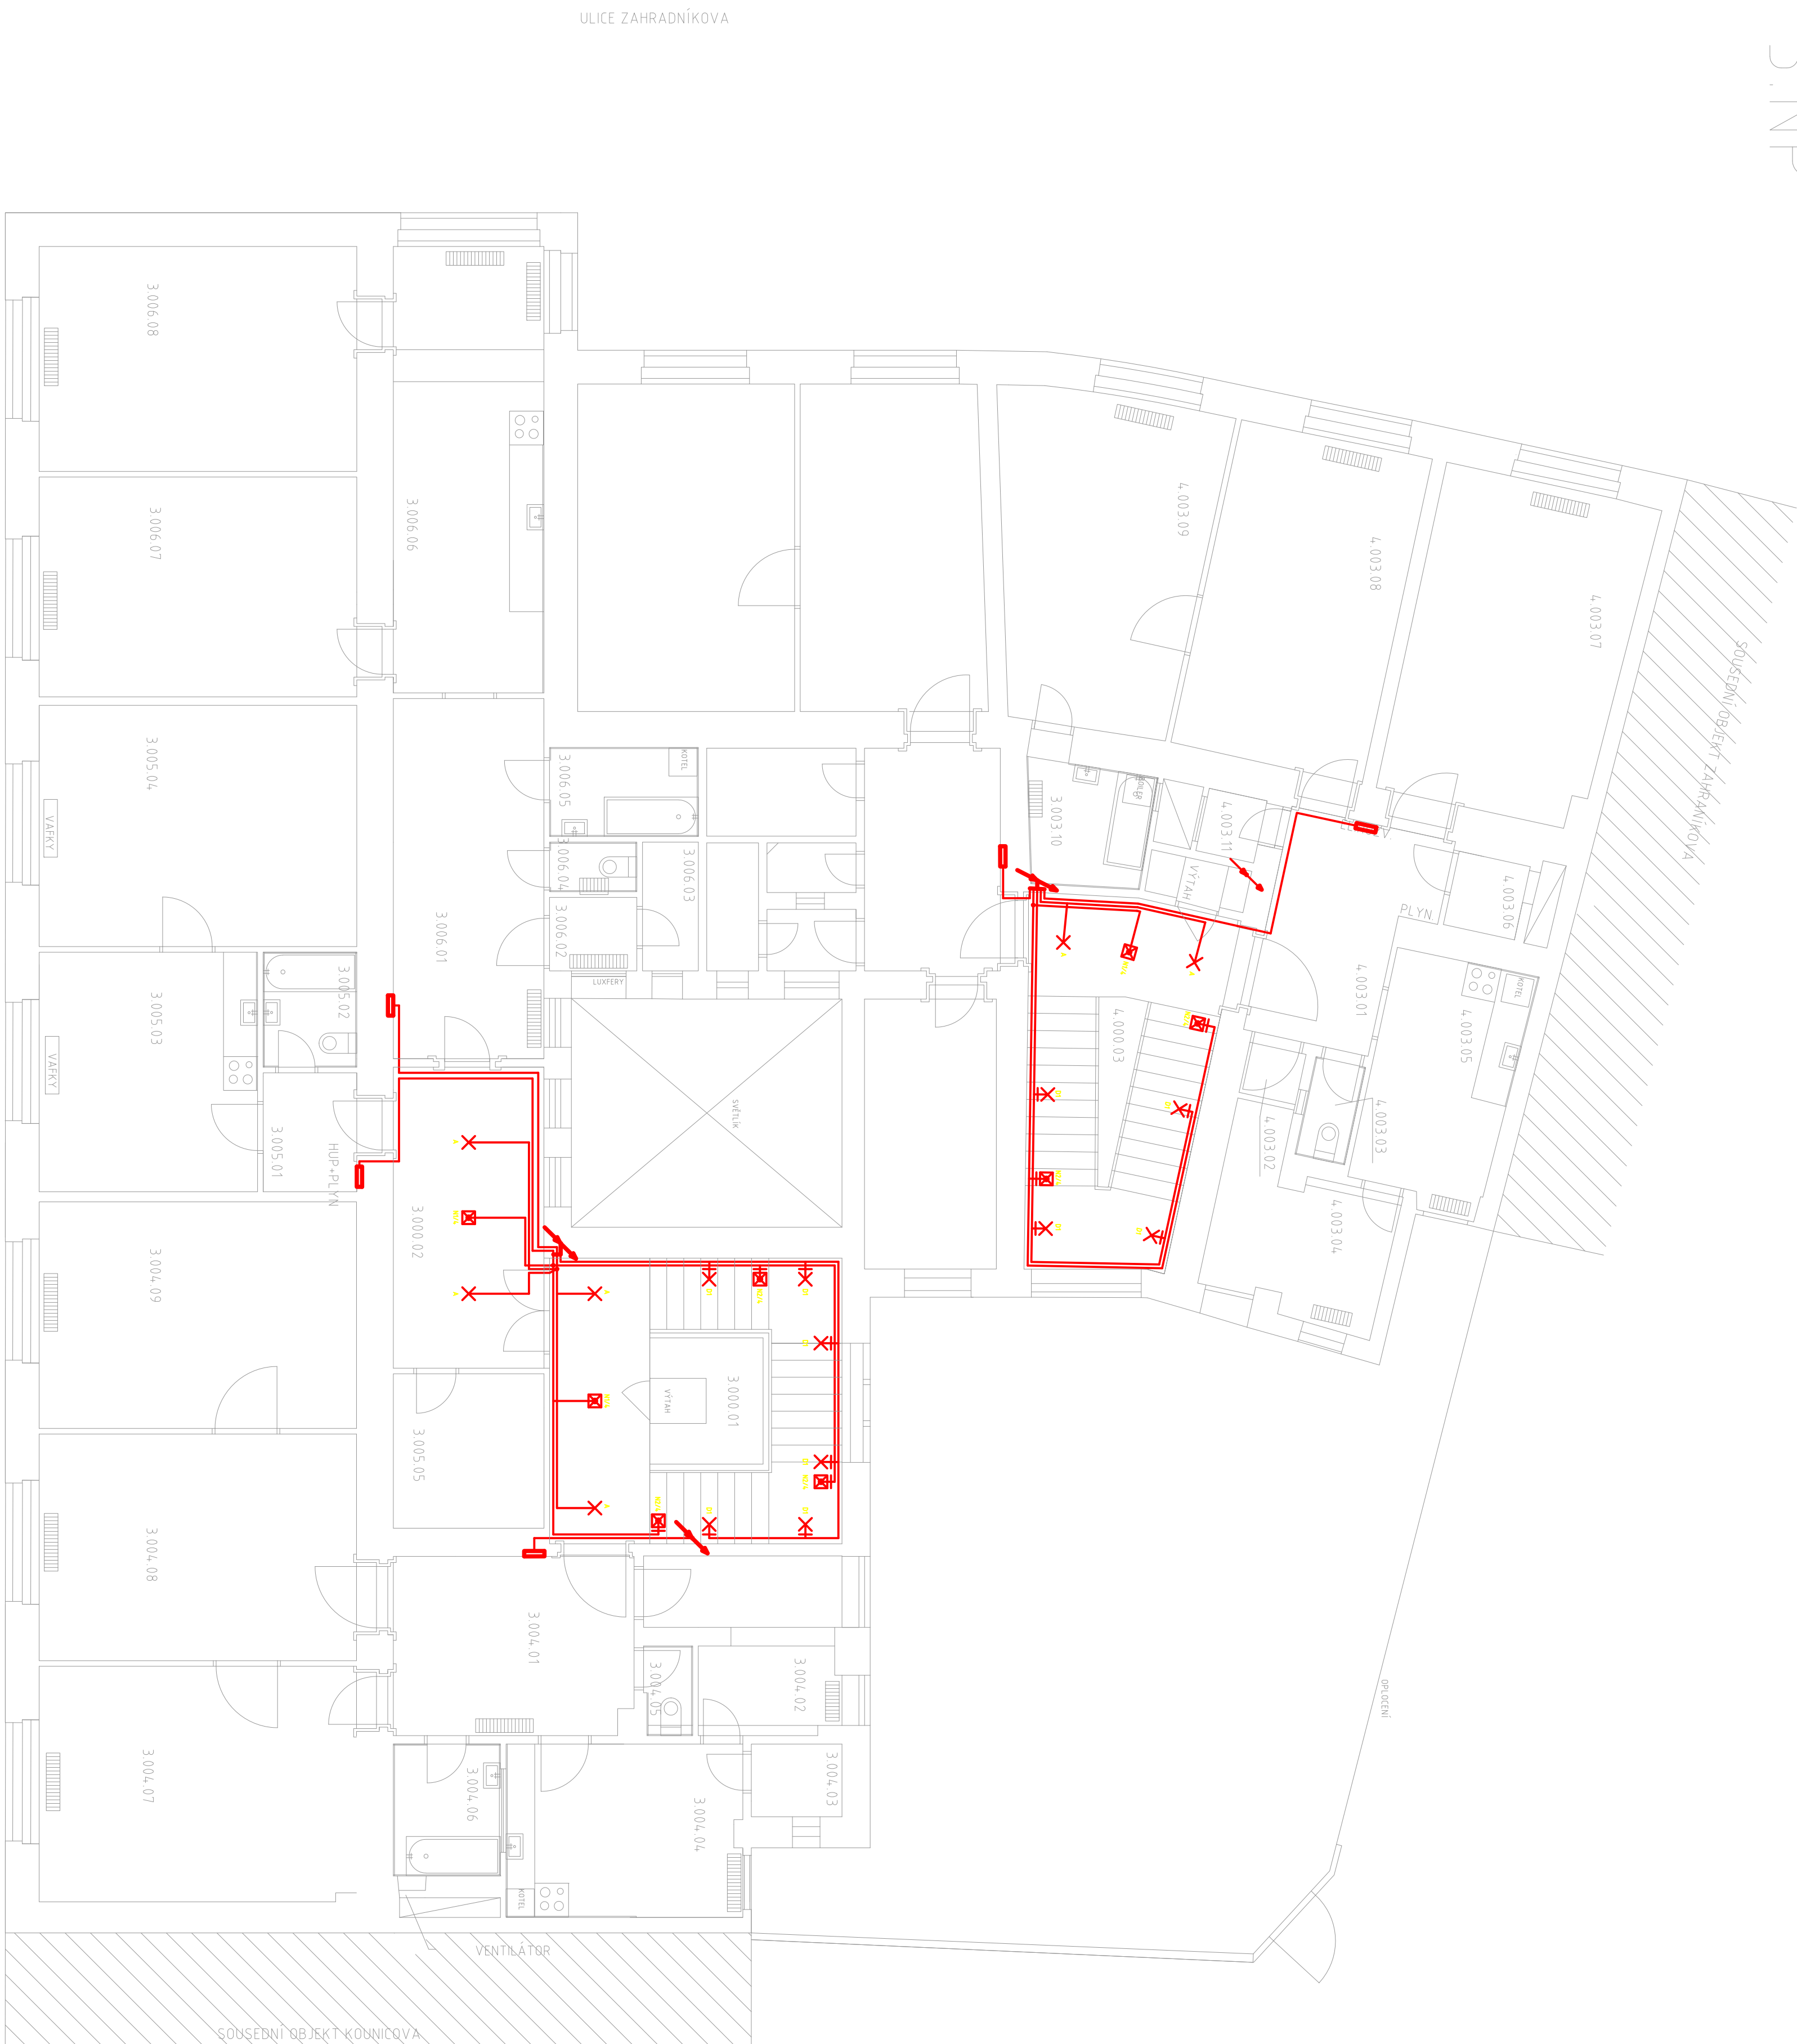 ULICE ZAHRADNÍKOVA
3.006.08
3.006.07
3.006.06
4.003.09
4.003.08
4.003.07
SOUSEDNÍ OBJEKT ZAHRANÍKOVA
3.005.04
VAFKY
3.006.05
KOTEL
3.006.04
3.006.03
3.006.02
3.006.01
LUXFERY
3.003.10
BOILER
4.003.11
VÝTAH
PLYN.
4.003.06
3.005.03
VAFKY
3.005.02
3.005.01
HUP+PLYN
SVĚTLÍK
4.000.03
4.003.01
KOTEL
4.003.05
4.003.02
4.003.03
4.003.04
3.000.02
3.004.09
3.005.05
VÝTAH
3.000.01
3.004.08
3.004.01
3.004.05
3.004.02
OPLOCENÍ
3.004.07
3.004.06
3.004.04
3.004.03
KOTEL
VENTILÁTOR
SOUSEDNÍ OBJEKT KOUNICOVA